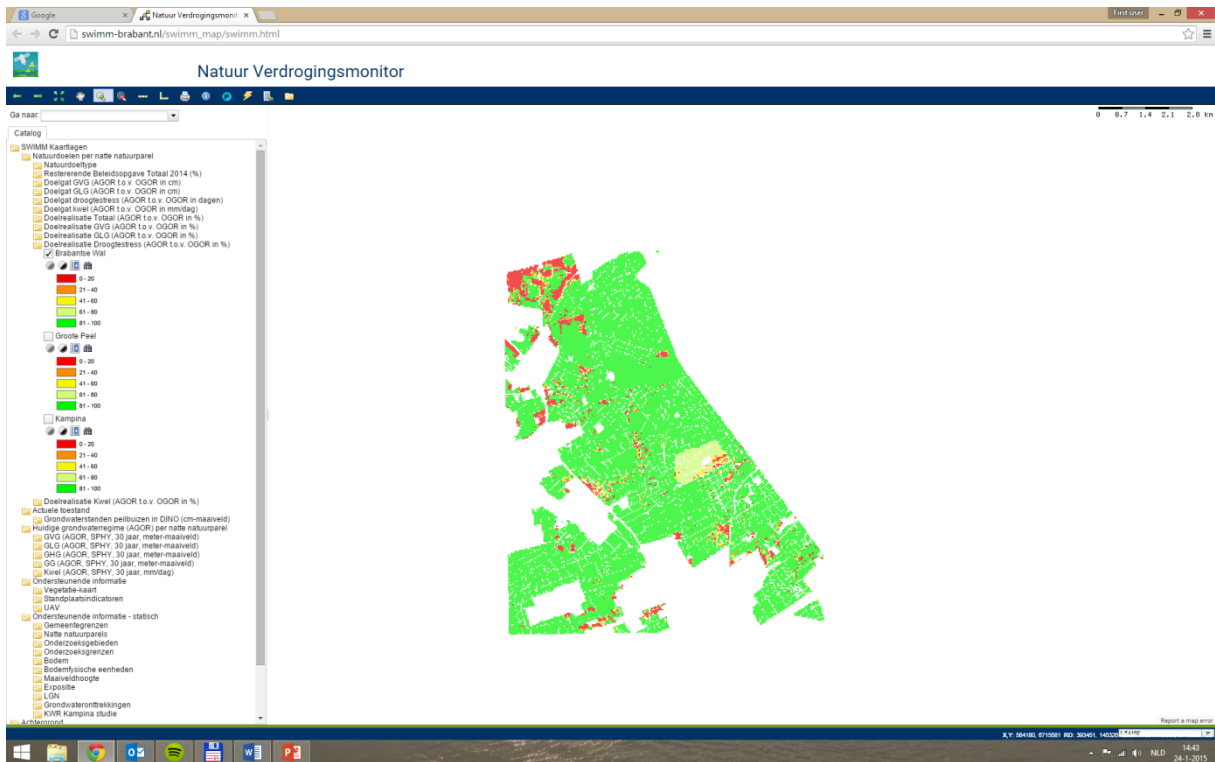 Google
Natuur Verdrogingsmonit
First user
swimm-brabant.nl/swimm_map/swimm.html
Natuur Verdrogingsmonitor
Ga naar:
0 0.7 1.4 2.1 2.8 km
Catalog
SWIMM Kaartlagen
Natuurdoelen per natte natuurparel
Natuurdoeltype
Resterende Beleidsopgave Totaal 2014 (%)
Doelgat GVG (AGOR t.o.v. OGOR in cm)
Doelgat GLG (AGOR t.o.v. OGOR in cm)
Doelgat droogtestress (AGOR t.o.v. OGOR in dagen)
Doelgat kwel (AGOR t.o.v. OGOR in mm/dag)
Doelrealisatie Totaal (AGOR t.o.v. OGOR in %)
Doelrealisatie GVG (AGOR t.o.v. OGOR in %)
Doelrealisatie GLG (AGOR t.o.v. OGOR in %)
Doelrealisatie Droogtestress (AGOR t.o.v. OGOR in %)
Brabantse Wal
0 - 20
21 - 40
41 - 60
61 - 80
81 - 100
Groote Peel
0 - 20
21 - 40
41 - 60
61 - 80
81 - 100
Kampina
0 - 20
21 - 40
41 - 60
61 - 80
81 - 100
Doelrealisatie Kwel (AGOR t.o.v. OGOR in %)
Actuele toestand
Grondwaterstanden peilbuizen in DINO (cm-maaiveld)
Huidige grondwaterregime (AGOR) per natte natuurparel
GVG (AGOR, SPHY, 30 jaar, meter-maaiveld)
GLG (AGOR, SPHY, 30 jaar, meter-maaiveld)
GHG (AGOR, SPHY, 30 jaar, meter-maaiveld)
GG (AGOR, SPHY, 30 jaar, meter-maaiveld)
Kwel (AGOR, SPHY, 30 jaar, mm/dag)
Ondersteunende informatie
Vegetatie-kaart
Standplaatsindicatoren
UAV
Ondersteunende informatie - statisch
Gemeentegrenzen
Natte natuurparels
Onderzoeksgebieden
Onderzoeksgrenzen
Bodem
Bodemfysische eenheden
Maaiveldhoogte
Expositie
LGN
Grondwateronttrekkingen
KWR Kampina studie
Achtergrond
Report a map error
X,Y: 584180, 6715581 RD: 393451, 145326
NLD
14:43
24-1-2015